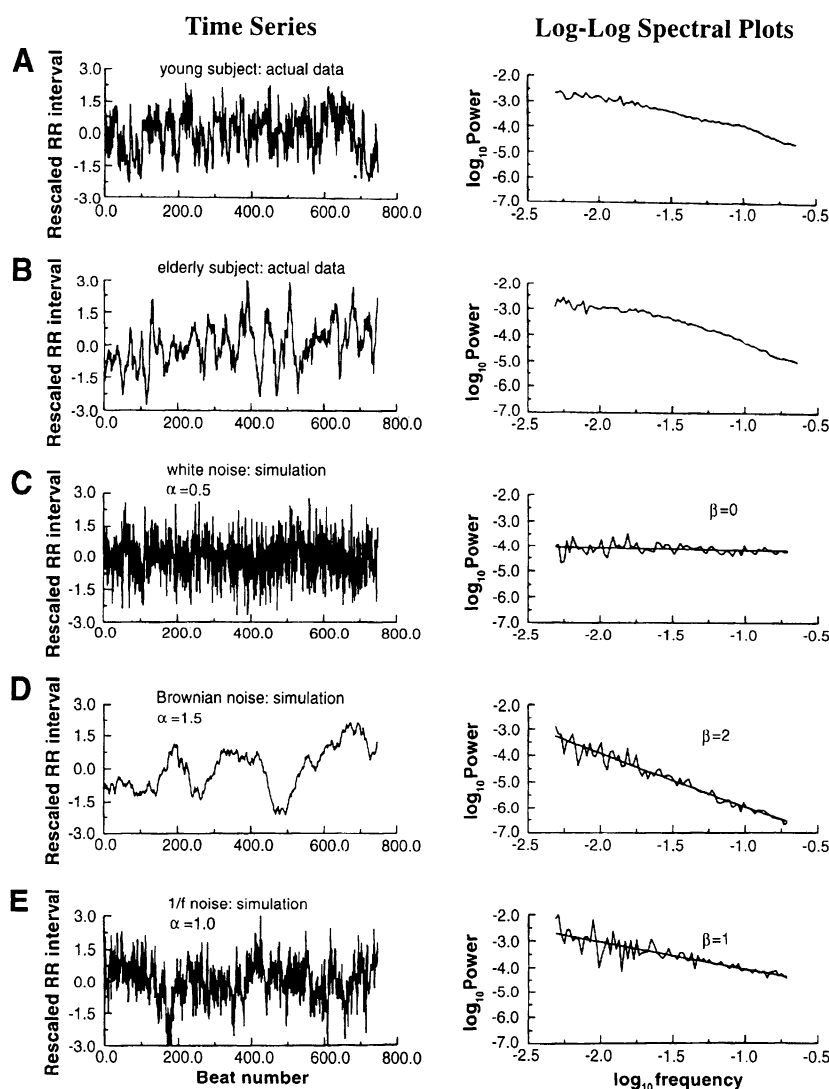 Time Series
Log-Log Spectral Plots
A
young subject: actual data
Rescaled RR interval
3.0
1.5
0.0
-1.5
-3.0
0.0 200.0 400.0 600.0 800.0
log10Power
-2.0
-3.0
-4.0
-5.0
-6.0
-7.0
-2.5 -2.0 -1.5 -1.0 -0.5
B
elderly subject: actual data
Rescaled RR interval
3.0
1.5
0.0
-1.5
-3.0
0.0 200.0 400.0 600.0 800.0
log10Power
-2.0
-3.0
-4.0
-5.0
-6.0
-7.0
-2.5 -2.0 -1.5 -1.0 -0.5
C
white noise: simulation
α =0.5
Rescaled RR interval
3.0
1.5
0.0
-1.5
-3.0
0.0 200.0 400.0 600.0 800.0
β=0
log10Power
-2.0
-3.0
-4.0
-5.0
-6.0
-7.0
-2.5 -2.0 -1.5 -1.0 -0.5
D
Brownian noise: simulation
α =1.5
Rescaled RR interval
3.0
1.5
0.0
-1.5
-3.0
0.0 200.0 400.0 600.0 800.0
β=2
log10Power
-2.0
-3.0
-4.0
-5.0
-6.0
-7.0
-2.5 -2.0 -1.5 -1.0 -0.5
E
1/f noise: simulation
α =1.0
Rescaled RR interval
3.0
1.5
0.0
-1.5
-3.0
0.0 200.0 400.0 600.0 800.0
Beat number
β=1
log10Power
-2.0
-3.0
-4.0
-5.0
-6.0
-7.0
-2.5 -2.0 -1.5 -1.0 -0.5
log10frequency